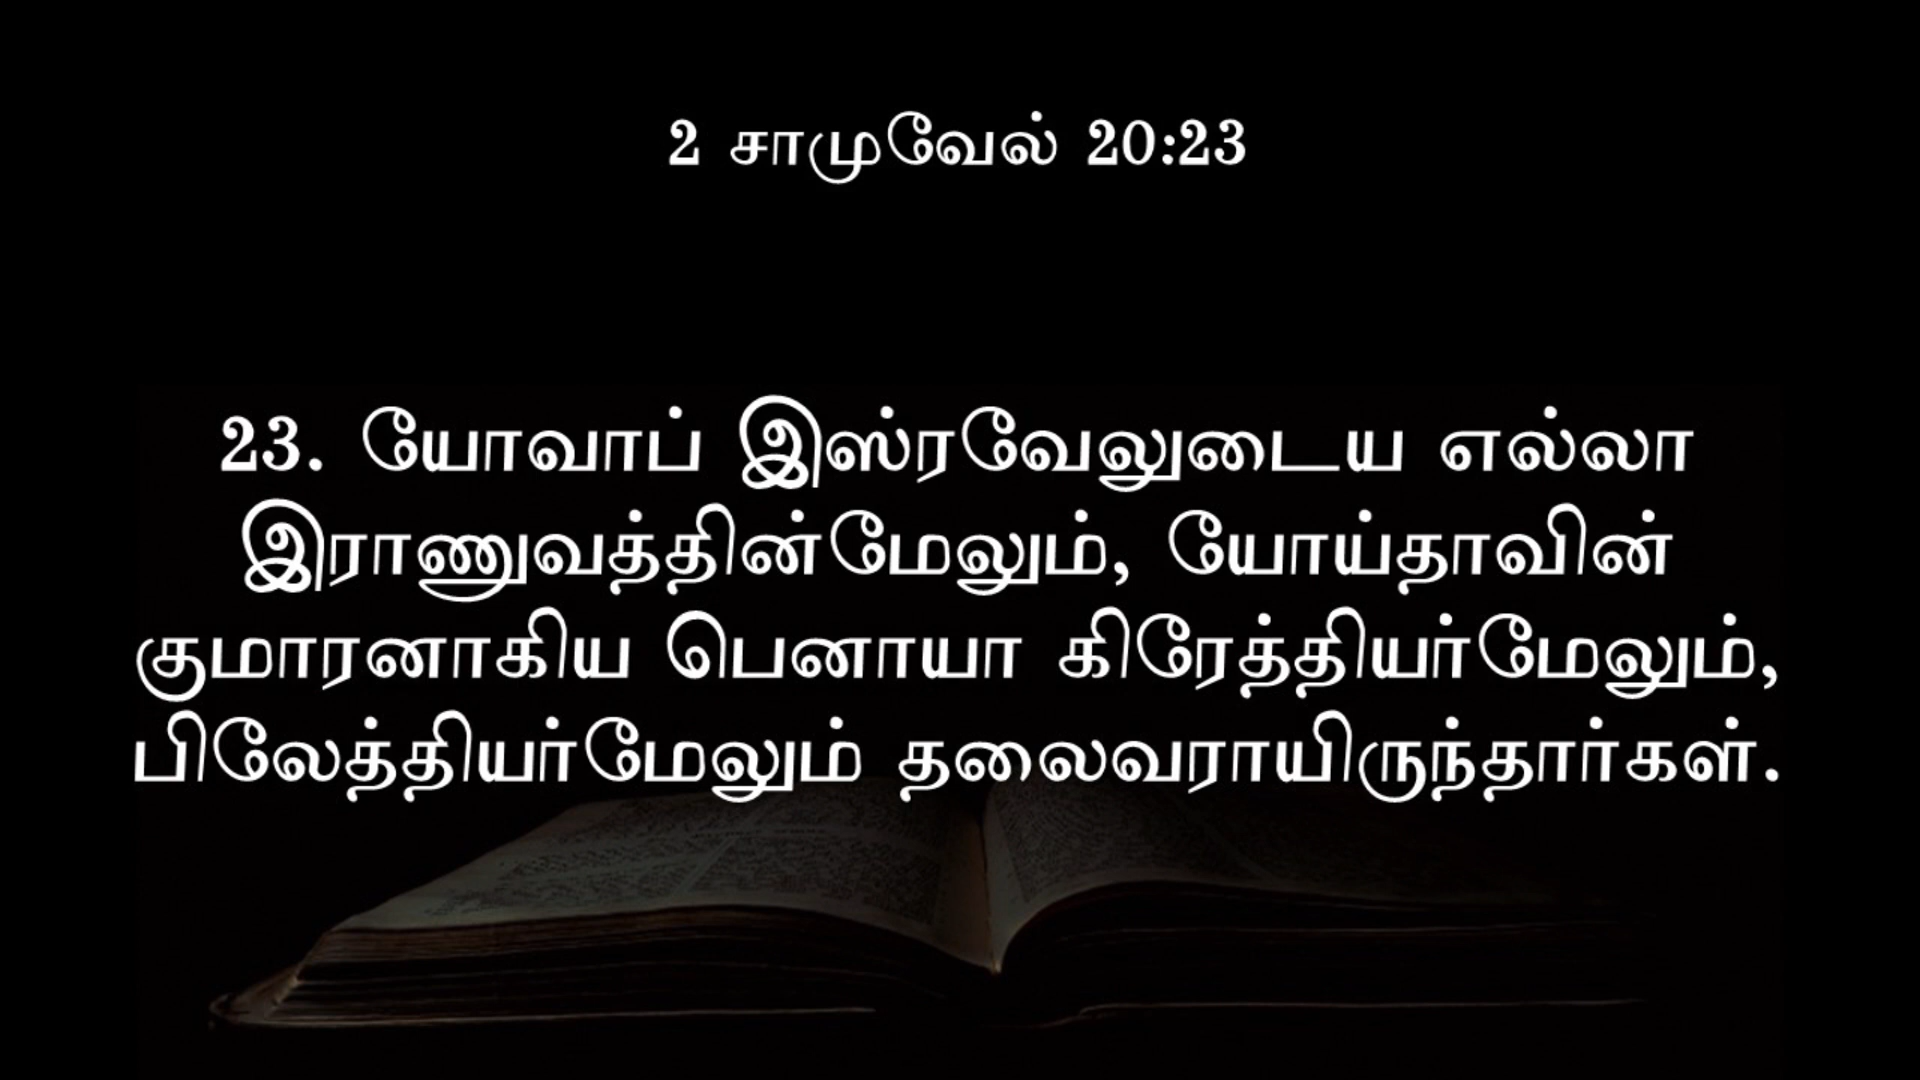 2 சாமுவேல் 20:23
23. யோவாப் இஸ்ரவேலுடைய எல்லா
இராணுவத்தின்மேலும், யோய்தாவின்
குமாரனாகிய பெனாயா கிரேத்தியர்மேலும்,
பிலேத்தியர்மேலும் தலைவராயிருந்தார்கள்.